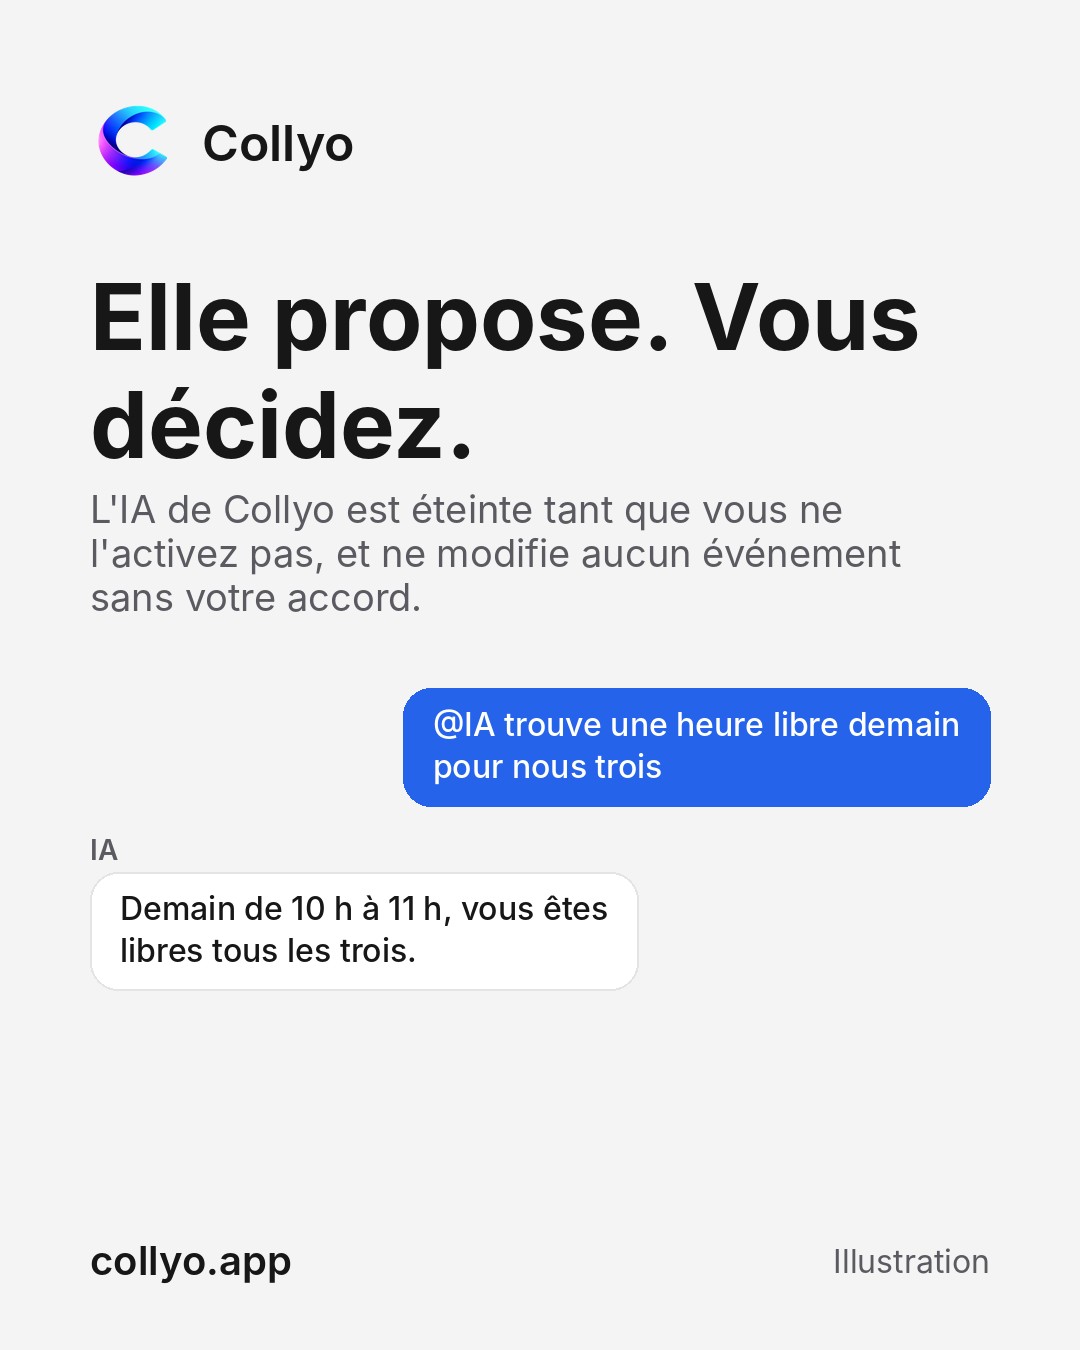 Collyo
Elle propose. Vous
décidez.
L'IA de Collyo est éteinte tant que vous ne
l'activez pas, et ne modifie aucun événement
sans votre accord.
@IA trouve une heure libre demain
pour nous trois
IA
Demain de 10 h à 11 h, vous êtes
libres tous les trois.
collyo.app
Illustration